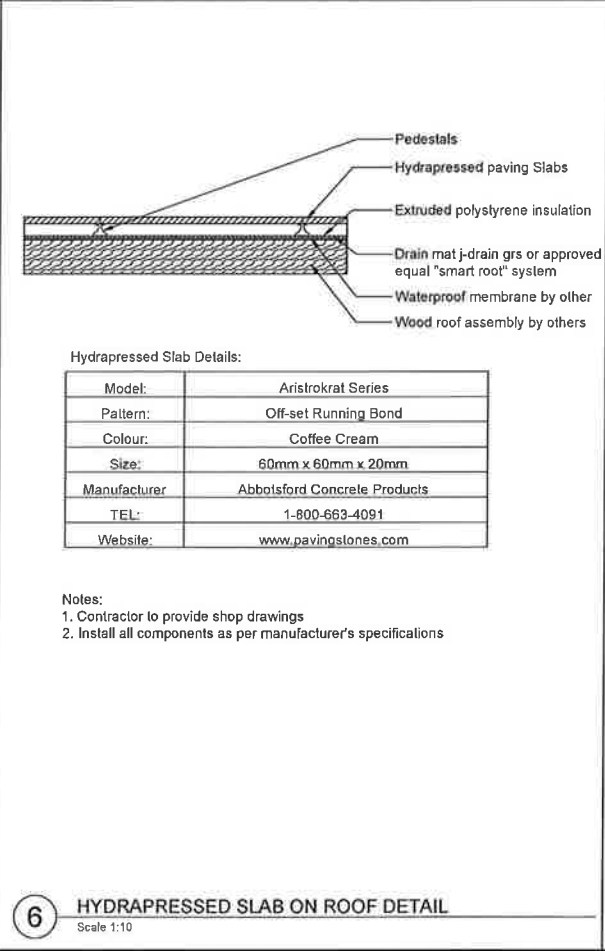 Pedestals
Hydrapressed paving Slabs
Extruded polystyrene insulation
Drain mat j-drain grs or approved
equal "smart root" system
Waterproof membrane by other
Wood roof assembly by others
Hydrapressed Slab Details:
Model: Aristrokrat Series
Pattern: Off-set Running Bond
Colour: Coffee Cream
Size: 60mm x 60mm x 20mm
Manufacturer Abbotsford Concrete Products
TEL: 1-800-663-4091
Website: www.pavingstones.com
Notes:
1. Contractor to provide shop drawings
2. Install all components as per manufacturer's specifications
6 HYDRAPRESSED SLAB ON ROOF DETAIL
Scale 1:10